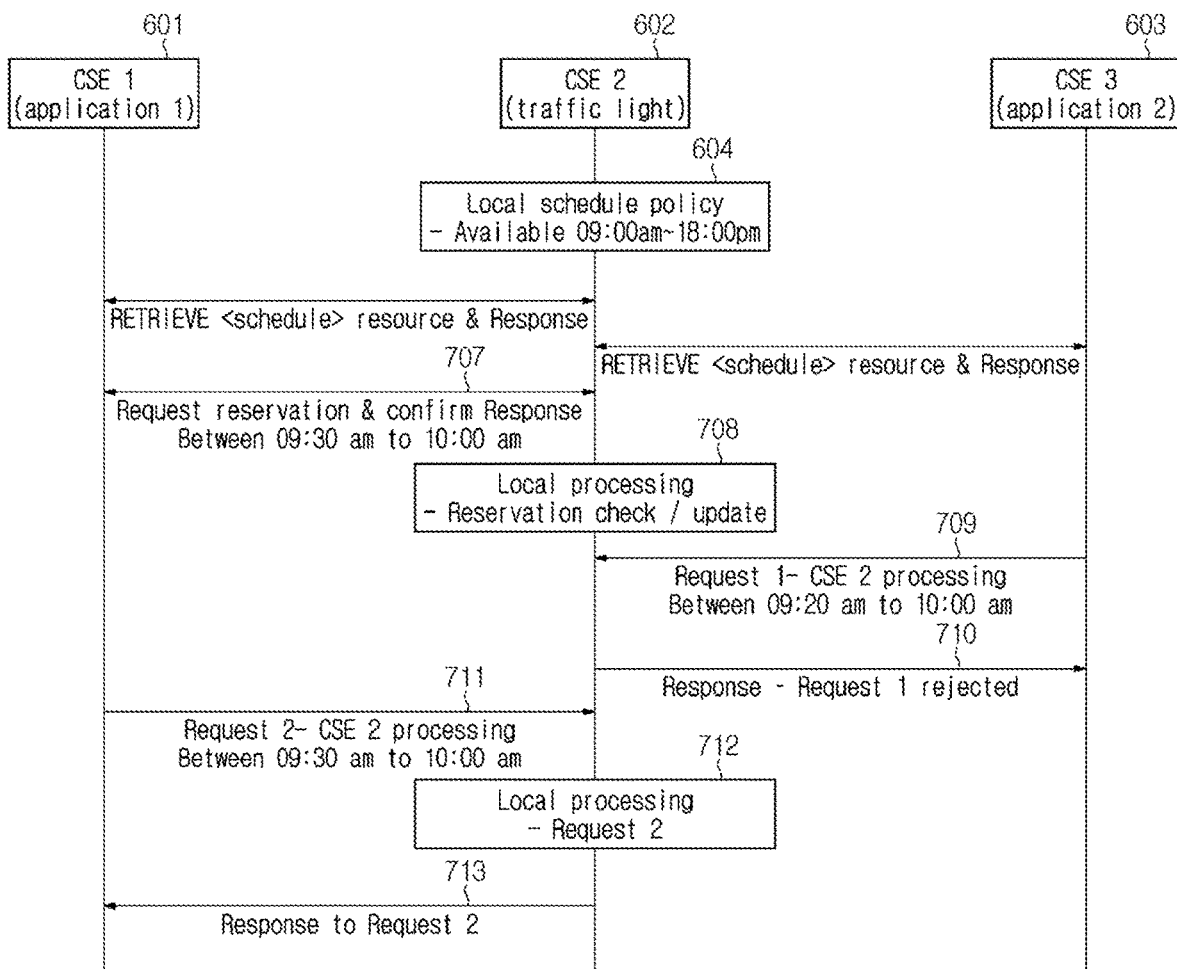 601
602
603
CSE 1
(application 1)
CSE 2
(traffic light)
CSE 3
(application 2)
604
Local schedule policy
- Available 09:00am~18:00pm
RETRIEVE <schedule> resource & Response
RETRIEVE <schedule> resource & Response
707
Request reservation & confirm Response
Between 09:30 am to 10:00 am
708
Local processing
- Reservation check / update
709
Request 1- CSE 2 processing
Between 09:20 am to 10:00 am
710
Response - Request 1 rejected
711
Request 2- CSE 2 processing
Between 09:30 am to 10:00 am
712
Local processing
- Request 2
713
Response to Request 2